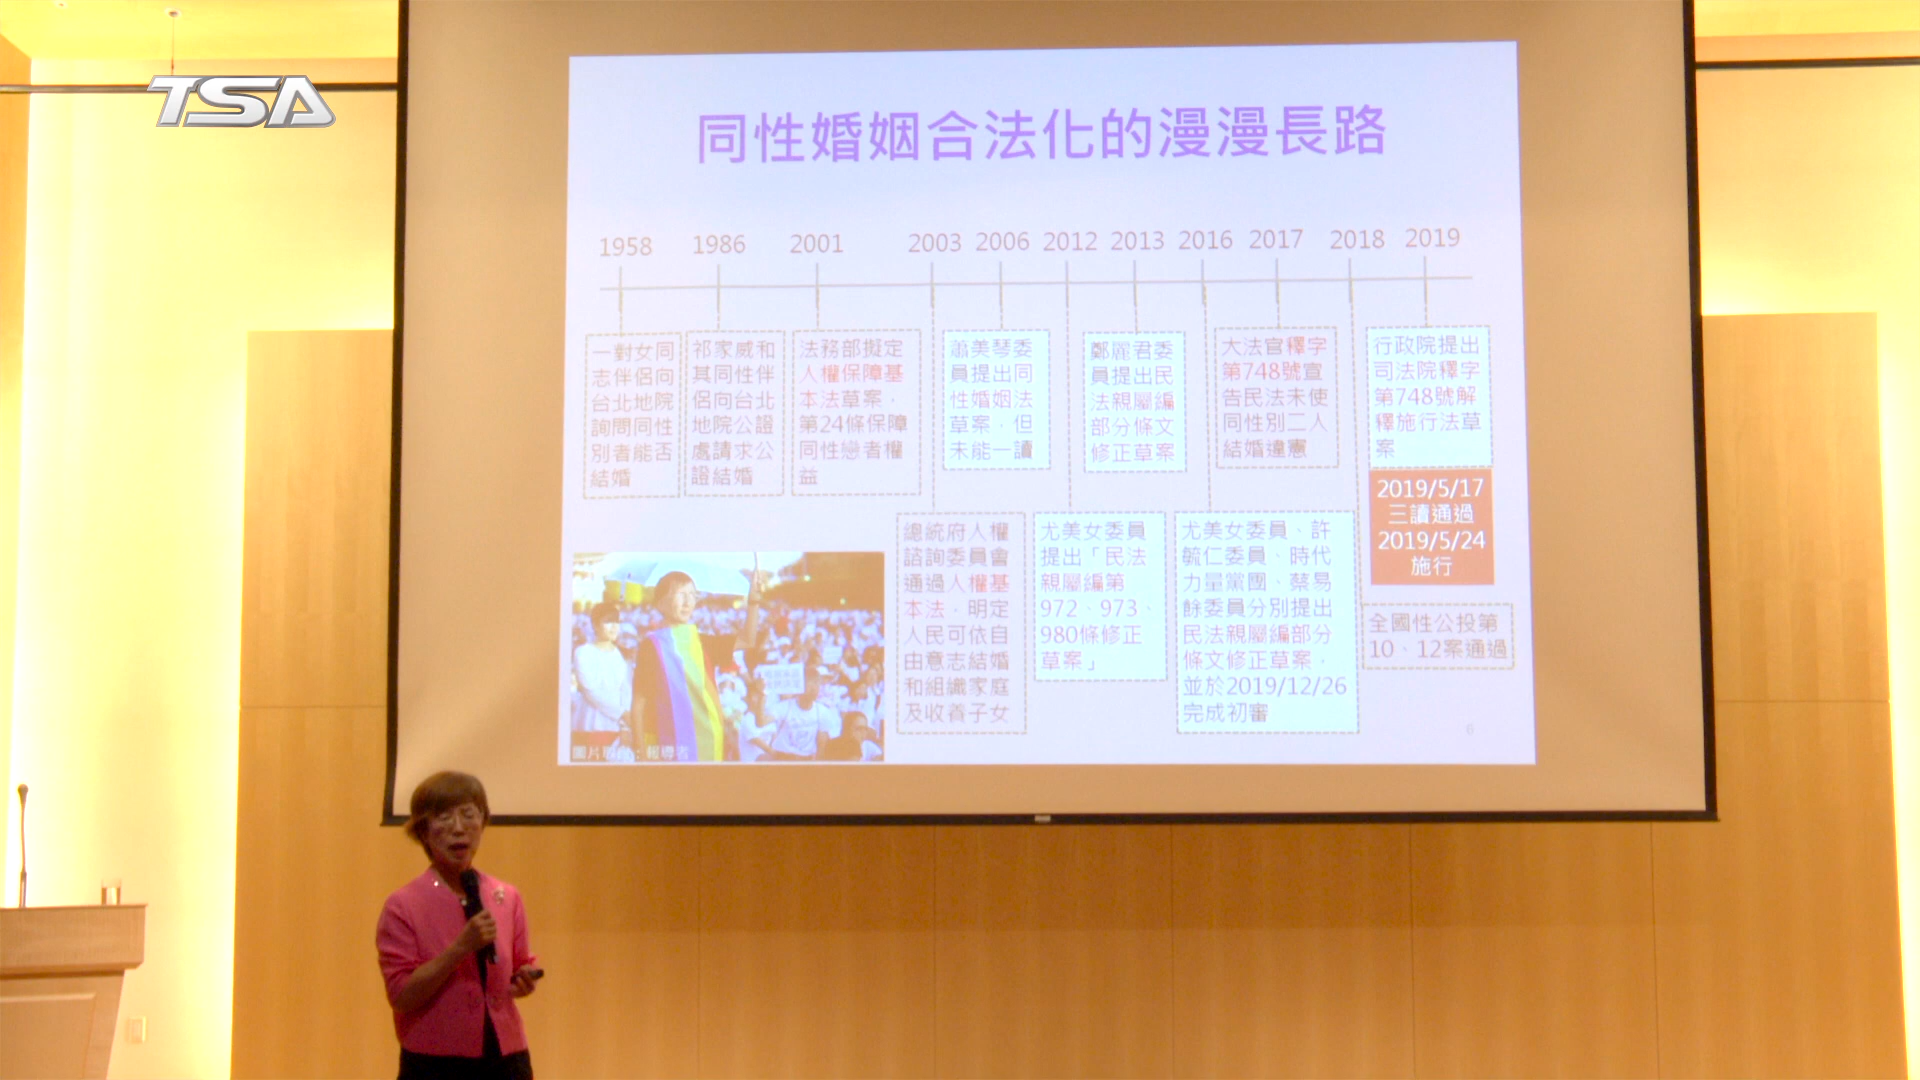 TSA
同性婚姻合法化的漫漫長路
1958 1986 2001 2003 2006 2012 2013 2016 2017 2018 2019
一對女同
志伴侶向
台北地院
詢問同性
別者能否
結婚
祁家威和
其同性伴
侶向台北
地院公證
處請求公
證結婚
法務部擬定
人權保障基
本法草案，
第24條保障
同性戀者權
益
蕭美琴委
員提出同
性婚姻法
草案，但
未能一讀
鄭麗君委
員提出民
法親屬編
部分條文
修正草案
大法官釋字
第748號宣
告民法未使
同性別二人
結婚違憲
行政院提出
司法院釋字
第748號解
釋施行法草
案
2019/5/17
三讀通過
2019/5/24
施行
總統府人權
諮詢委員會
通過人權基
本法，明定
人民可依自
由意志結婚
和組織家庭
及收養子女
尤美女委員
提出「民法
親屬編第
972、973、
980條修正
草案」
尤美女委員、許
毓仁委員、時代
力量黨團、蔡易
餘委員分別提出
民法親屬編部分
條文修正草案，
並於2019/12/26
完成初審
全國性公投第
10、12案通過
圖片來自：報導者
6